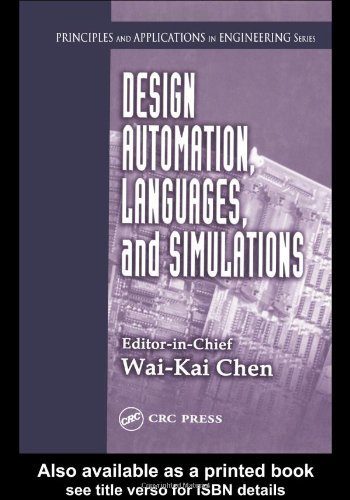 PRINCIPLES AND APPLICATIONS IN ENGINEERING SERIES
DESIGN
AUTOMATION,
LANGUAGES,
and SIMULATIONS
Editor-in-Chief
Wai-Kai Chen
CRC
CRC PRESS
Also available as a printed book
see title verso for ISBN details